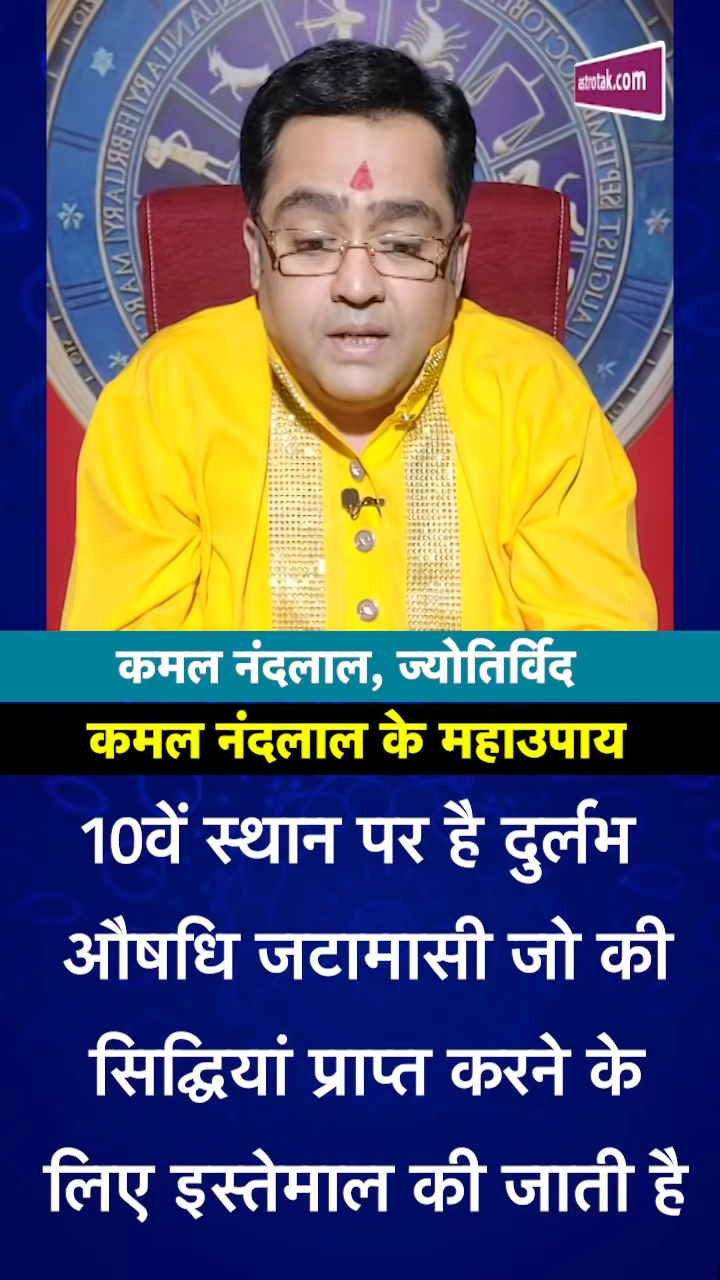 astrotak.com
कमल नंदलाल, ज्योतिर्विद
कमल नंदलाल के महाउपाय
10वें स्थान पर है दुर्लभ
औषधि जटामासी जो की
सिद्धियां प्राप्त करने के
लिए इस्तेमाल की जाती है